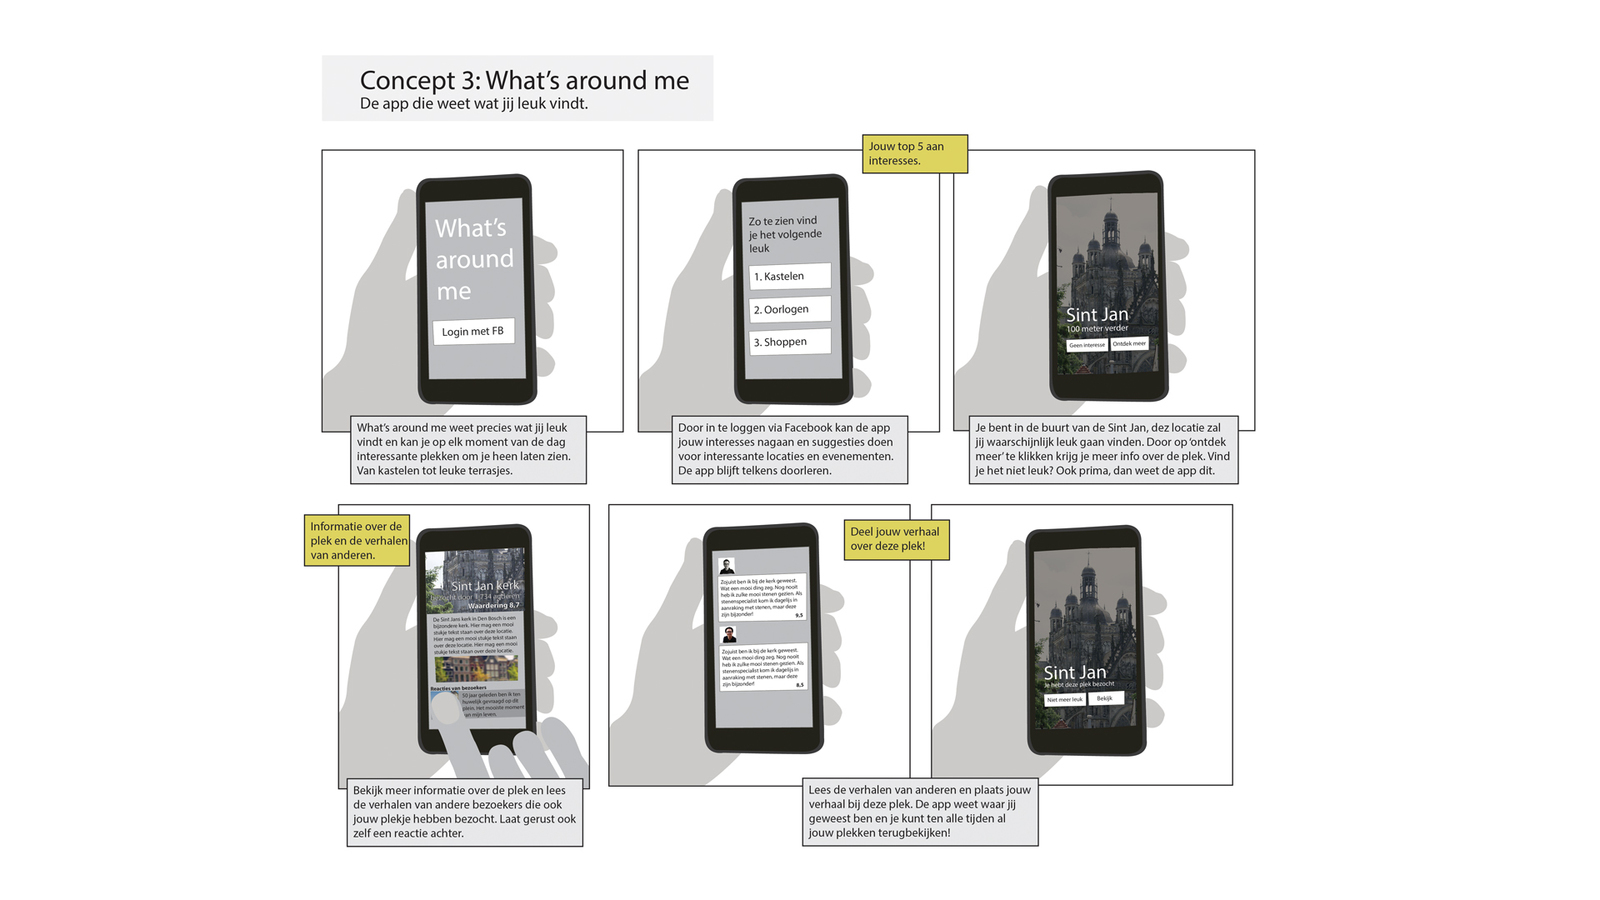 Concept 3: What's around me
De app die weet wat jij leuk vindt.
What's
around
me
Login met FB
What's around me weet precies wat jij leuk
vindt en kan je op elk moment van de dag
interessante plekken om je heen laten zien.
Van kastelen tot leuke terrasjes.
Jouw top 5 aan
interesses.
Zo te zien vind
je het volgende
leuk
1. Kastelen
2. Oorlogen
3. Shoppen
Door in te loggen via Facebook kan de app
jouw interesses nagaan en suggesties doen
voor interessante locaties en evenementen.
De app blijft telkens doorleren.
Sint Jan
100 meter verder
Geen interesse
Ontdek meer
Je bent in de buurt van de Sint Jan, dez locatie zal
jij waarschijnlijk leuk gaan vinden. Door op 'ontdek
meer' te klikken krijg je meer info over de plek. Vind
je het niet leuk? Ook prima, dan weet de app dit.
Informatie over de
plek en de verhalen
van anderen.
Sint Jan kerk
bezocht door 1.734 anderen
Waardering 8,7
De Sint Jans kerk in Den Bosch is een
bijzondere kerk. Hier mag een mooi
stukje tekst staan over deze locatie.
Hier mag een mooi stukje tekst staan
over deze locatie. Hier mag een mooi
stukje tekst staan over deze locatie.
Reacties van bezoekers
50 jaar geleden ben ik ten
huwelijk gevraagd op dit
plein. Het mooiste moment
van mijn leven.
Bekijk meer informatie over de plek en lees
de verhalen van andere bezoekers die ook
jouw plekje hebben bezocht. Laat gerust ook
zelf een reactie achter.
Zojuist ben ik bij de kerk geweest.
Wat een mooi ding zeg. Nog nooit
heb ik zulke mooi stenen gezien. Als
stenenspecialist kom ik dagelijs in
aanraking met stenen, maar deze
zijn bijzonder!
9,5
Zojuist ben ik bij de kerk geweest.
Wat een mooi ding zeg. Nog nooit
heb ik zulke mooi stenen gezien. Als
stenenspecialist kom ik dagelijs in
aanraking met stenen, maar deze
zijn bijzonder!
8,5
Deel jouw verhaal
over deze plek!
Sint Jan
Je hebt deze plek bezocht
Niet meer leuk
Bekijk
Lees de verhalen van anderen en plaats jouw
verhaal bij deze plek. De app weet waar jij
geweest ben en je kunt ten alle tijden al
jouw plekken terugbekijken!